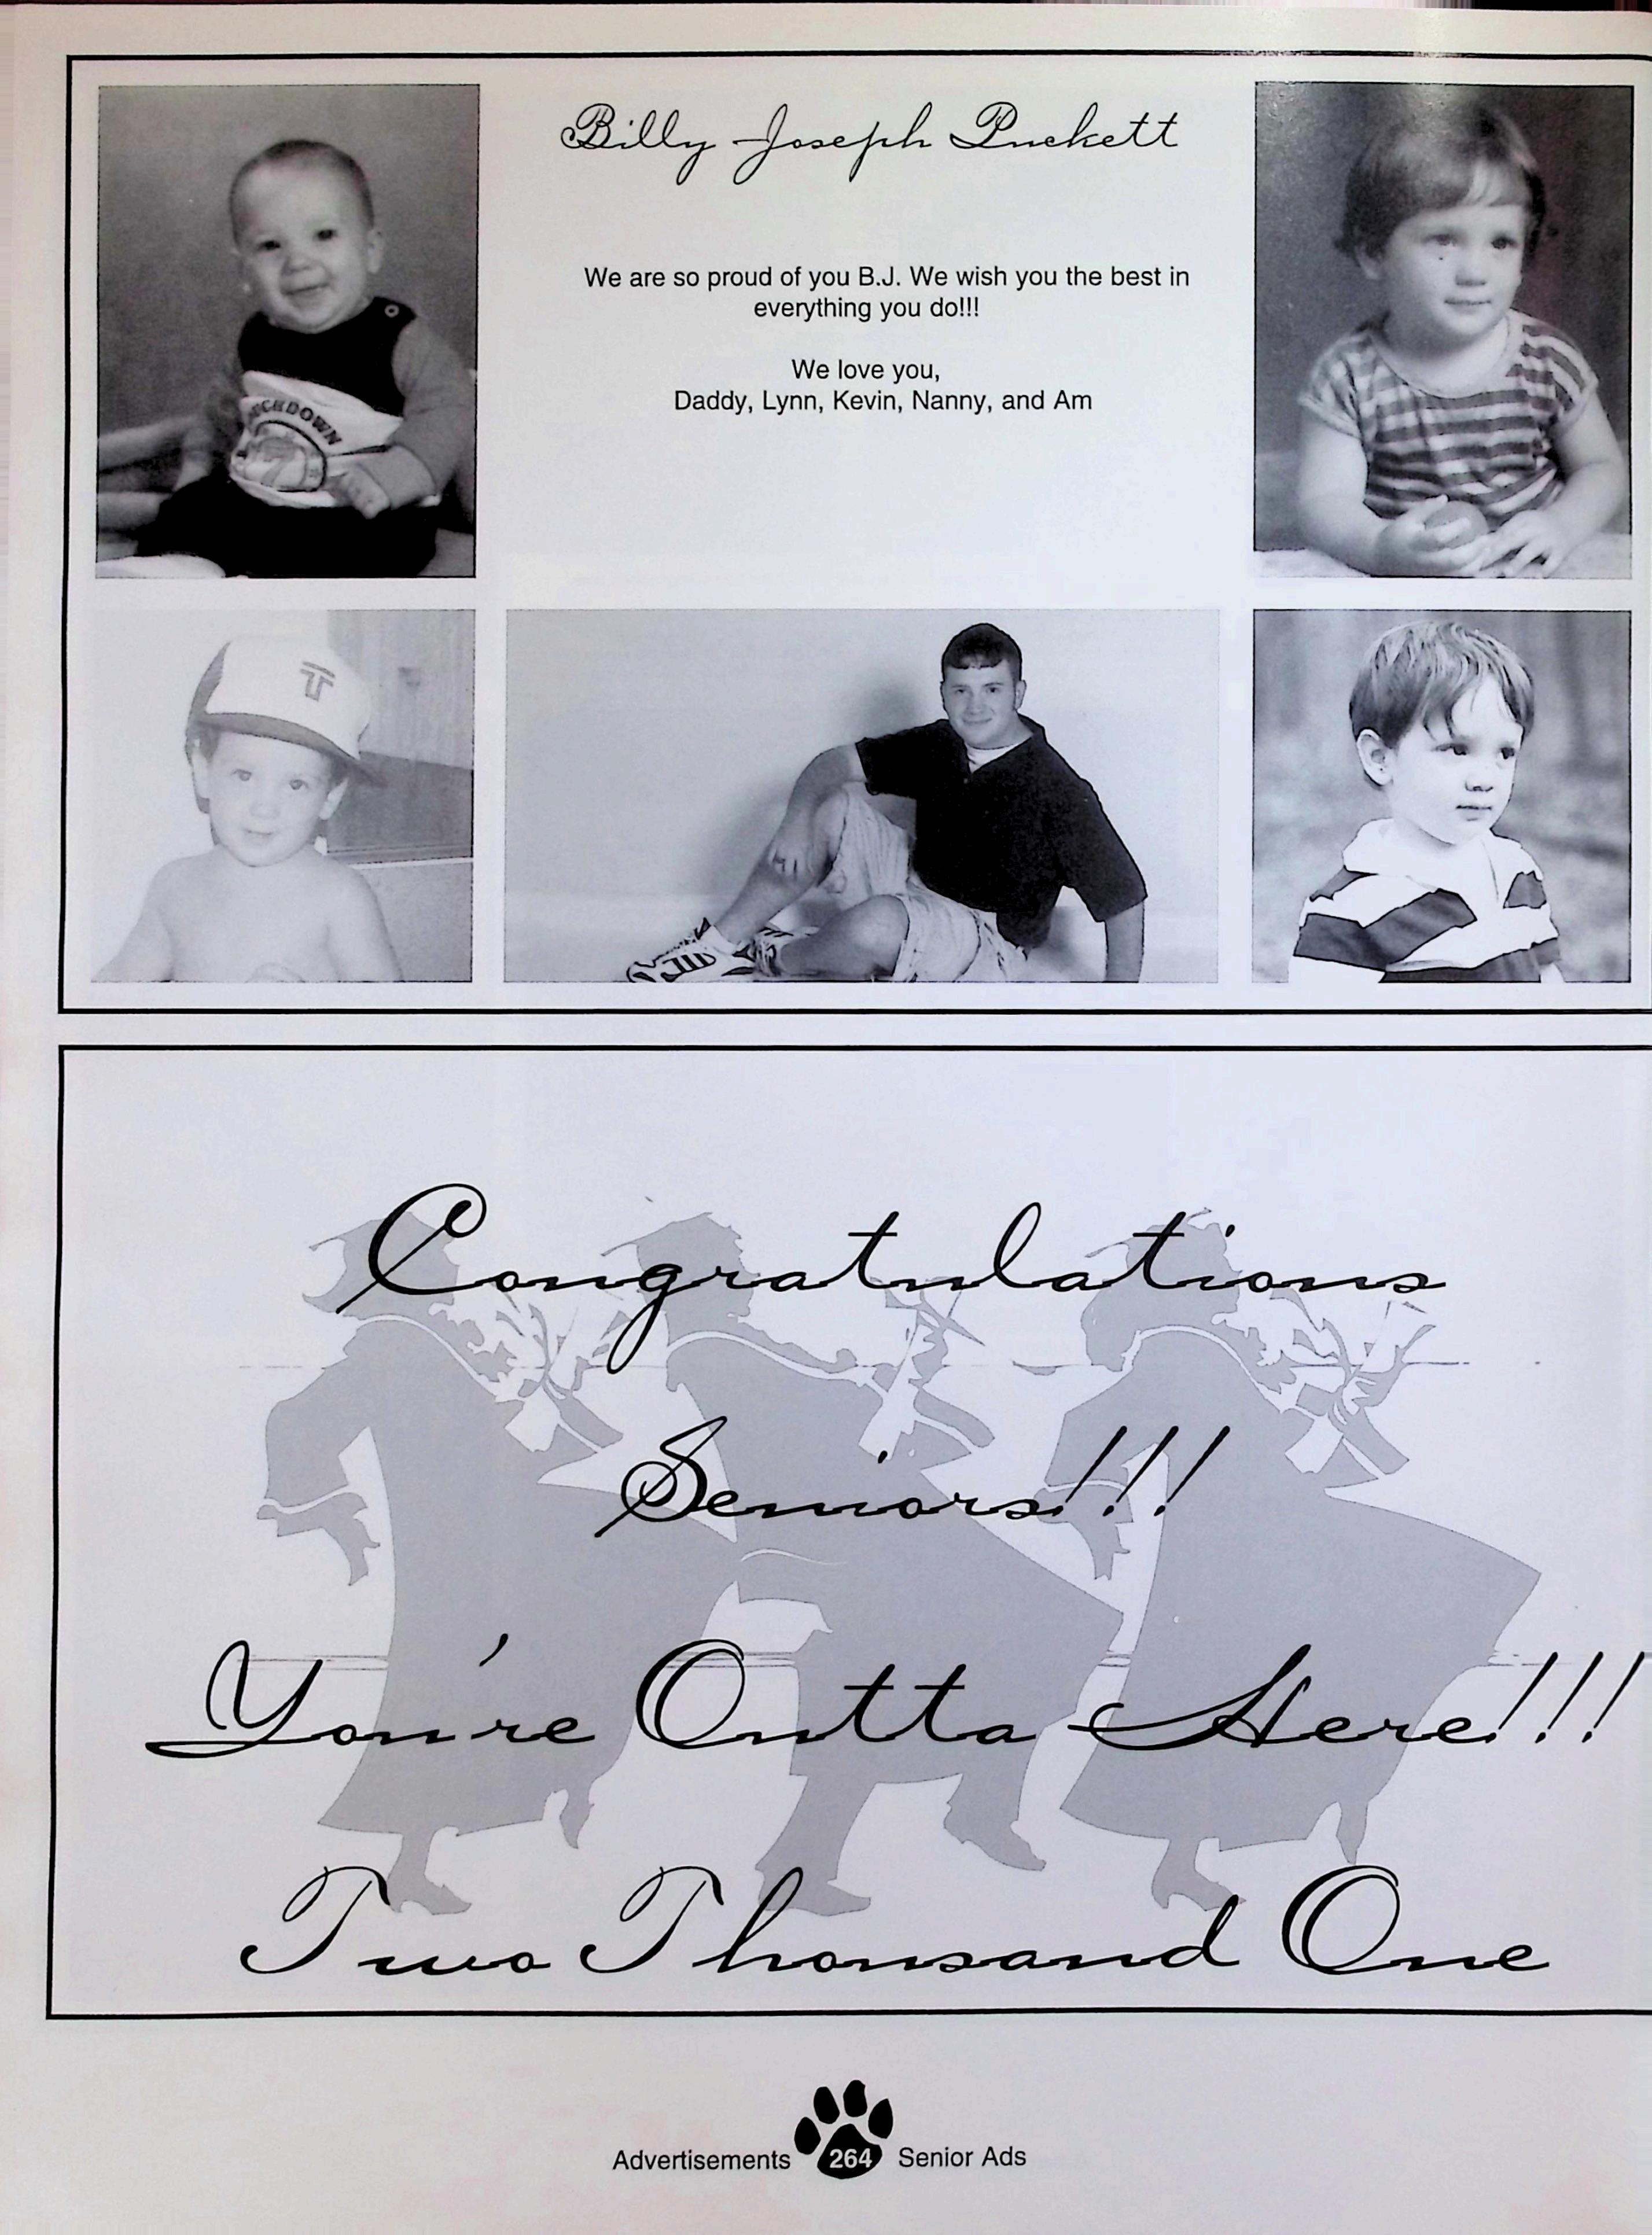 Billy Joseph Puckett
We are so proud of you B.J. We wish you the best in
everything you do!!!
We love you,
Daddy, Lynn, Kevin, Nanny, and Am
UCHDOWN
T
Congratulations
Seniors!!!
You're Outta Here!!!
Two Thousand One
Advertisements 264 Senior Ads